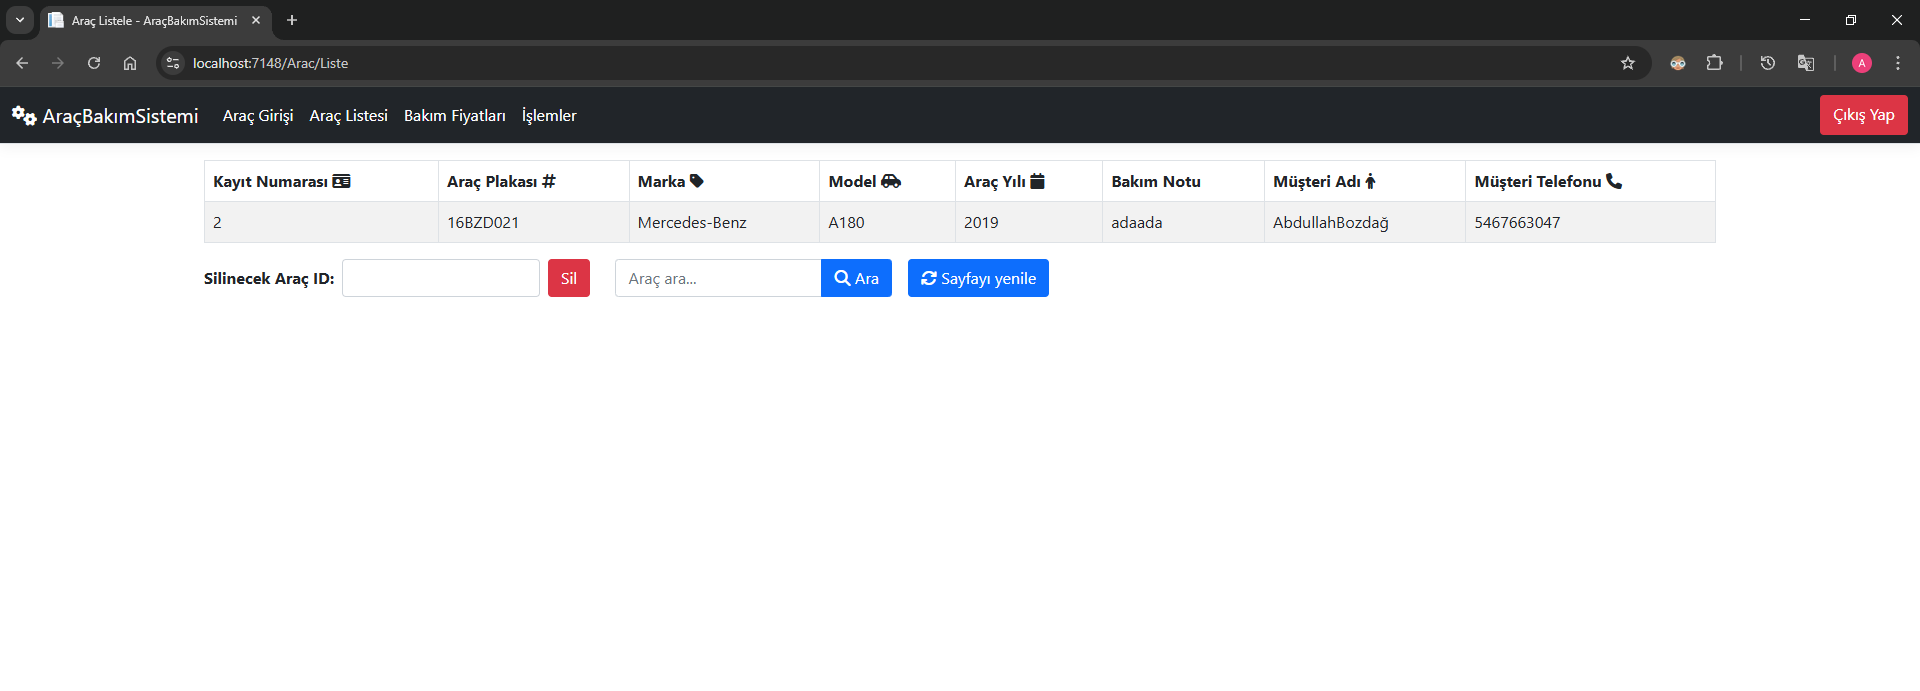 Araç Listele - AraçBakımSistemi
localhost:7148/Arac/Liste
A
AraçBakımSistemi Araç Girişi Araç Listesi Bakım Fiyatları İşlemler Çıkış Yap
Kayıt Numarası Araç Plakası Marka Model Araç Yılı Bakım Notu Müşteri Adı Müşteri Telefonu
2 16BZD021 Mercedes-Benz A180 2019 adaada AbdullahBozdağ 5467663047
Silinecek Araç ID: Sil Araç ara... Ara Sayfayı yenile